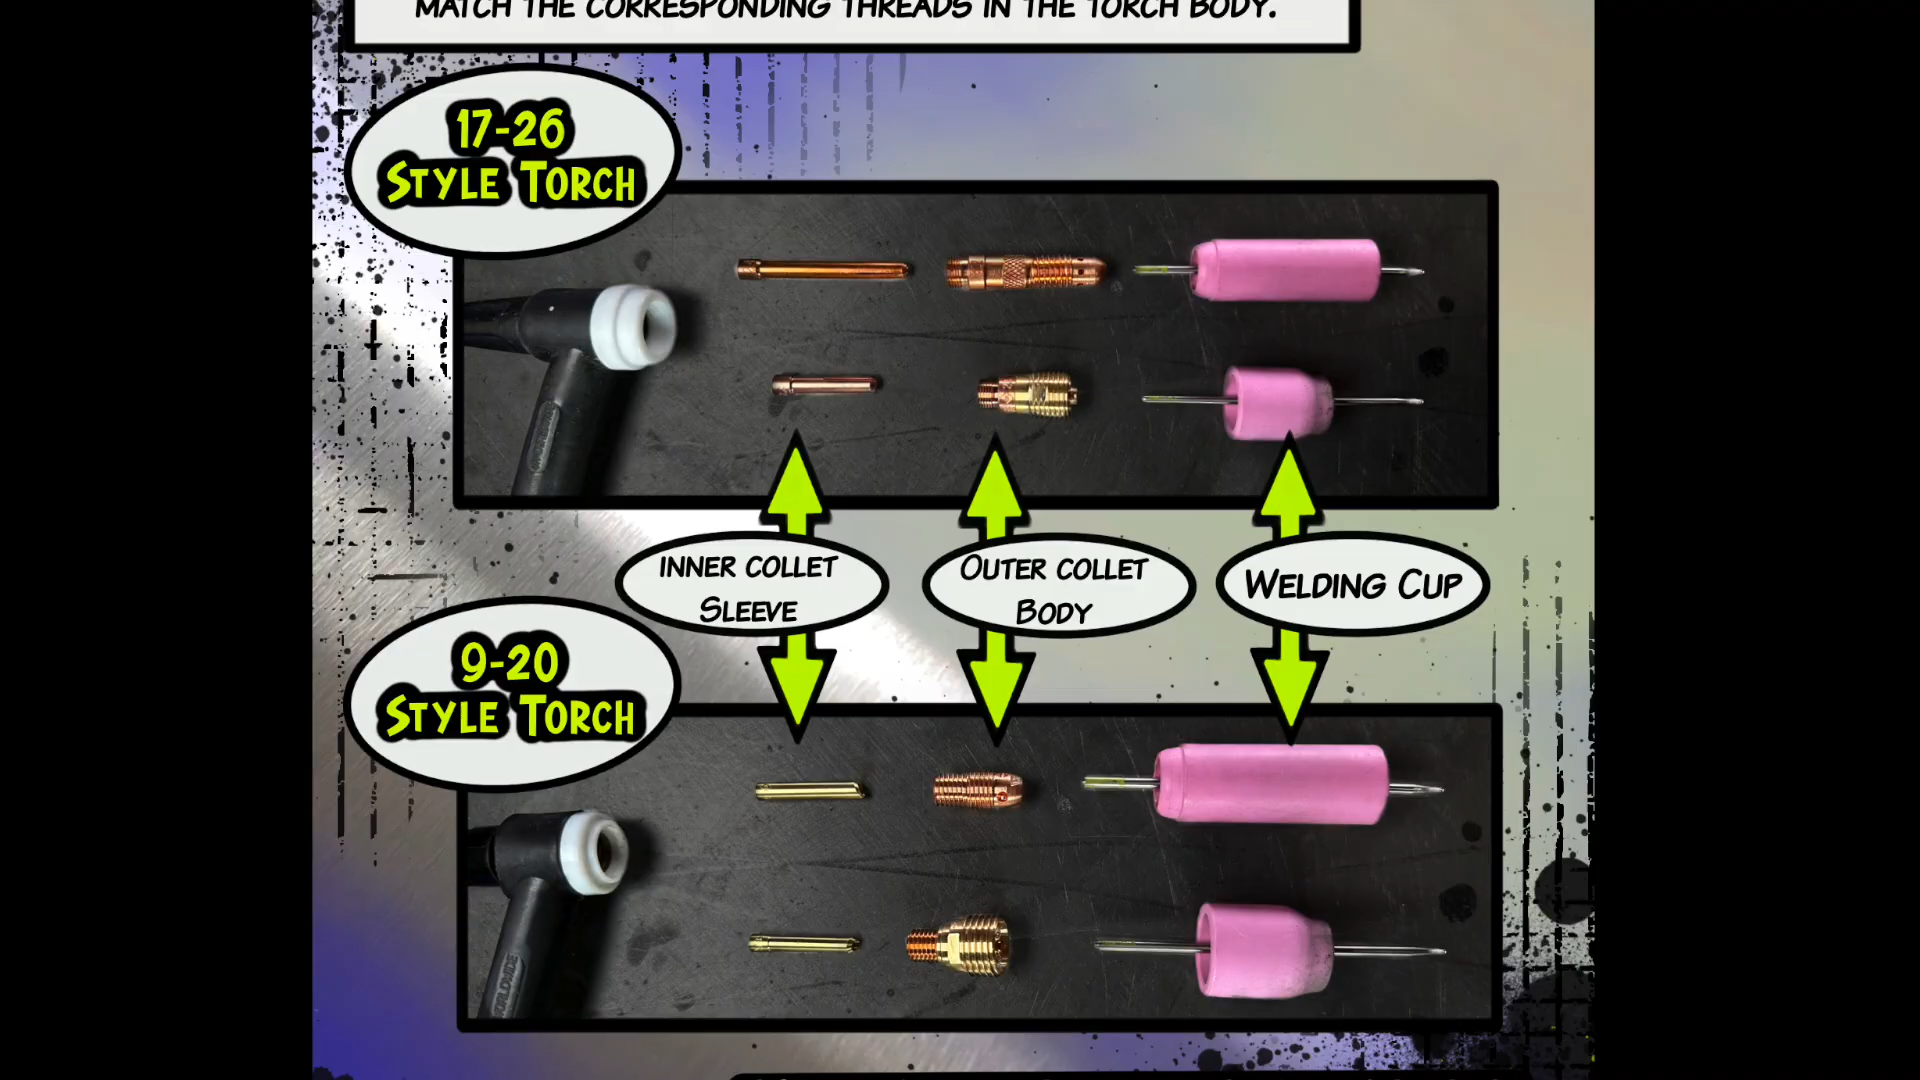 MATCH THE CORRESPONDING THREADS IN THE TORCH BODY.
17-26
STYLE TORCH
INNER COLLET
SLEEVE
OUTER COLLET
BODY
WELDING CUP
9-20
STYLE TORCH